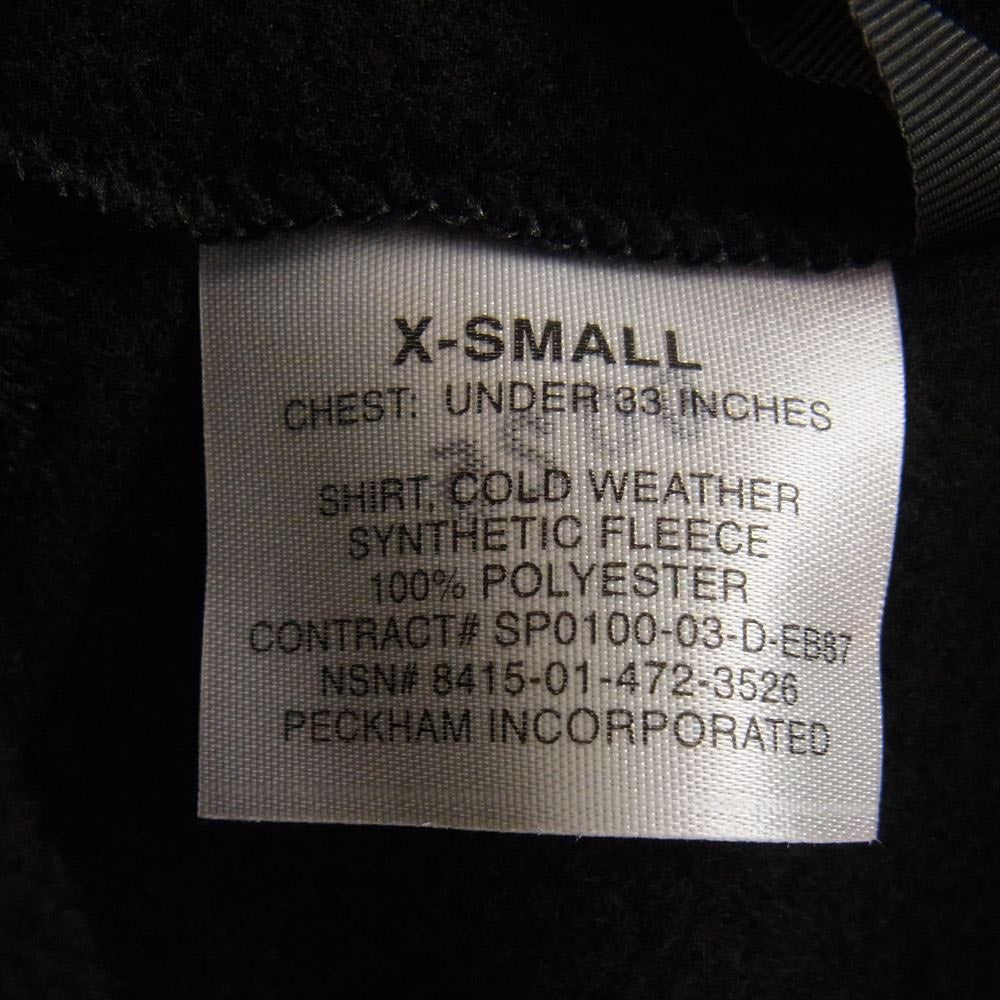 X-SMALL
CHEST: UNDER 33 INCHES
SHIRT, COLD WEATHER
SYNTHETIC FLEECE
100% POLYESTER
CONTRACT# SP0100-03-D-EB87
NSN# 8415-01-472-3526
PECKHAM INCORPORATED